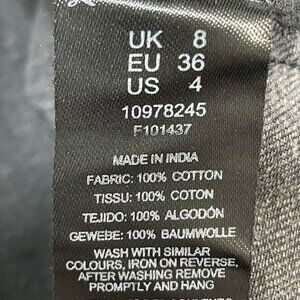 UK 8
EU 36
US 4
10978245
F101437
MADE IN INDIA
FABRIC: 100% COTTON
TISSU: 100% COTON
TEJIDO: 100% ALGODÓN
GEWEBE: 100% BAUMWOLLE
WASH WITH SIMILAR
COLOURS, IRON ON REVERSE,
AFTER WASHING REMOVE
PROMPTLY AND HANG